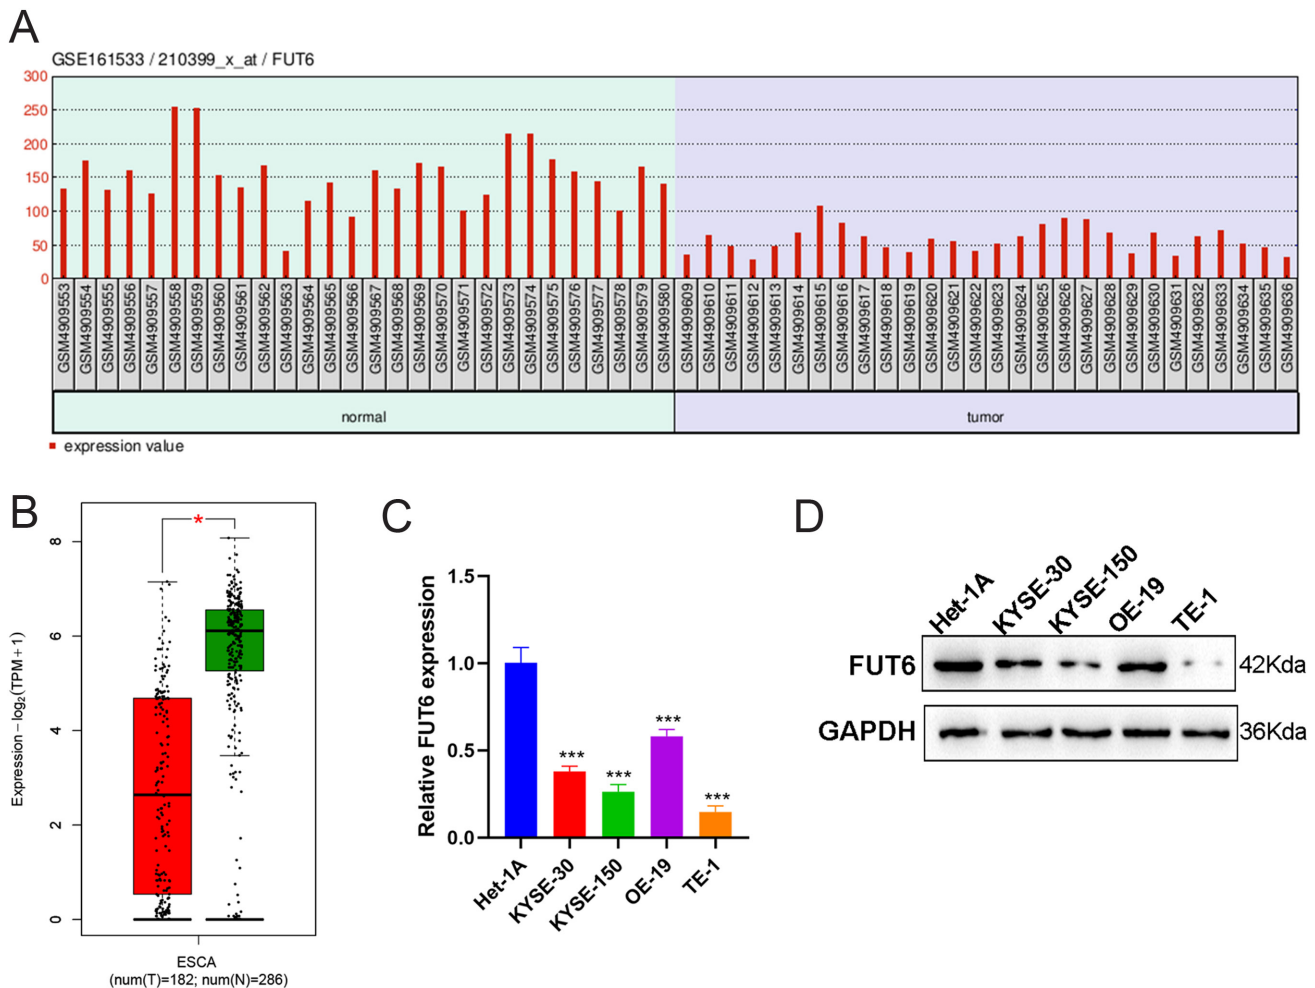 A
GSE161533 / 210399_x_at / FUT6
300
250
200
150
100
50
0
GSM4909553
GSM4909554
GSM4909555
GSM4909556
GSM4909557
GSM4909558
GSM4909559
GSM4909560
GSM4909561
GSM4909562
GSM4909563
GSM4909564
GSM4909565
GSM4909566
GSM4909567
GSM4909568
GSM4909569
GSM4909570
GSM4909571
GSM4909572
GSM4909573
GSM4909574
GSM4909575
GSM4909576
GSM4909577
GSM4909578
GSM4909579
GSM4909580
GSM4909609
GSM4909610
GSM4909611
GSM4909612
GSM4909613
GSM4909614
GSM4909615
GSM4909616
GSM4909617
GSM4909618
GSM4909619
GSM4909620
GSM4909621
GSM4909622
GSM4909623
GSM4909624
GSM4909625
GSM4909626
GSM4909627
GSM4909628
GSM4909629
GSM4909630
GSM4909631
GSM4909632
GSM4909633
GSM4909634
GSM4909635
GSM4909636
normal
tumor
expression value
B
*
8
6
4
2
0
Expression – log2(TPM + 1)
ESCA
(num(T)=182; num(N)=286)
C
Relative FUT6 expression
1.5
1.0
0.5
0.0
***
***
***
***
Het-1A
KYSE-30
KYSE-150
OE-19
TE-1
D
Het-1A
KYSE-30
KYSE-150
OE-19
TE-1
FUT6
42Kda
GAPDH
36Kda